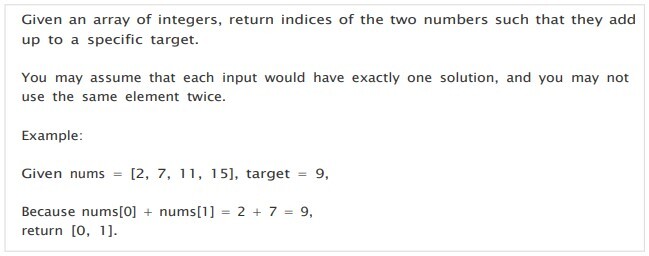 Given an array of integers, return indices of the two numbers such that they add
up to a specific target.
You may assume that each input would have exactly one solution, and you may not
use the same element twice.
Example:
Given nums = [2, 7, 11, 15], target = 9,
Because nums[0] + nums[1] = 2 + 7 = 9,
return [0, 1].